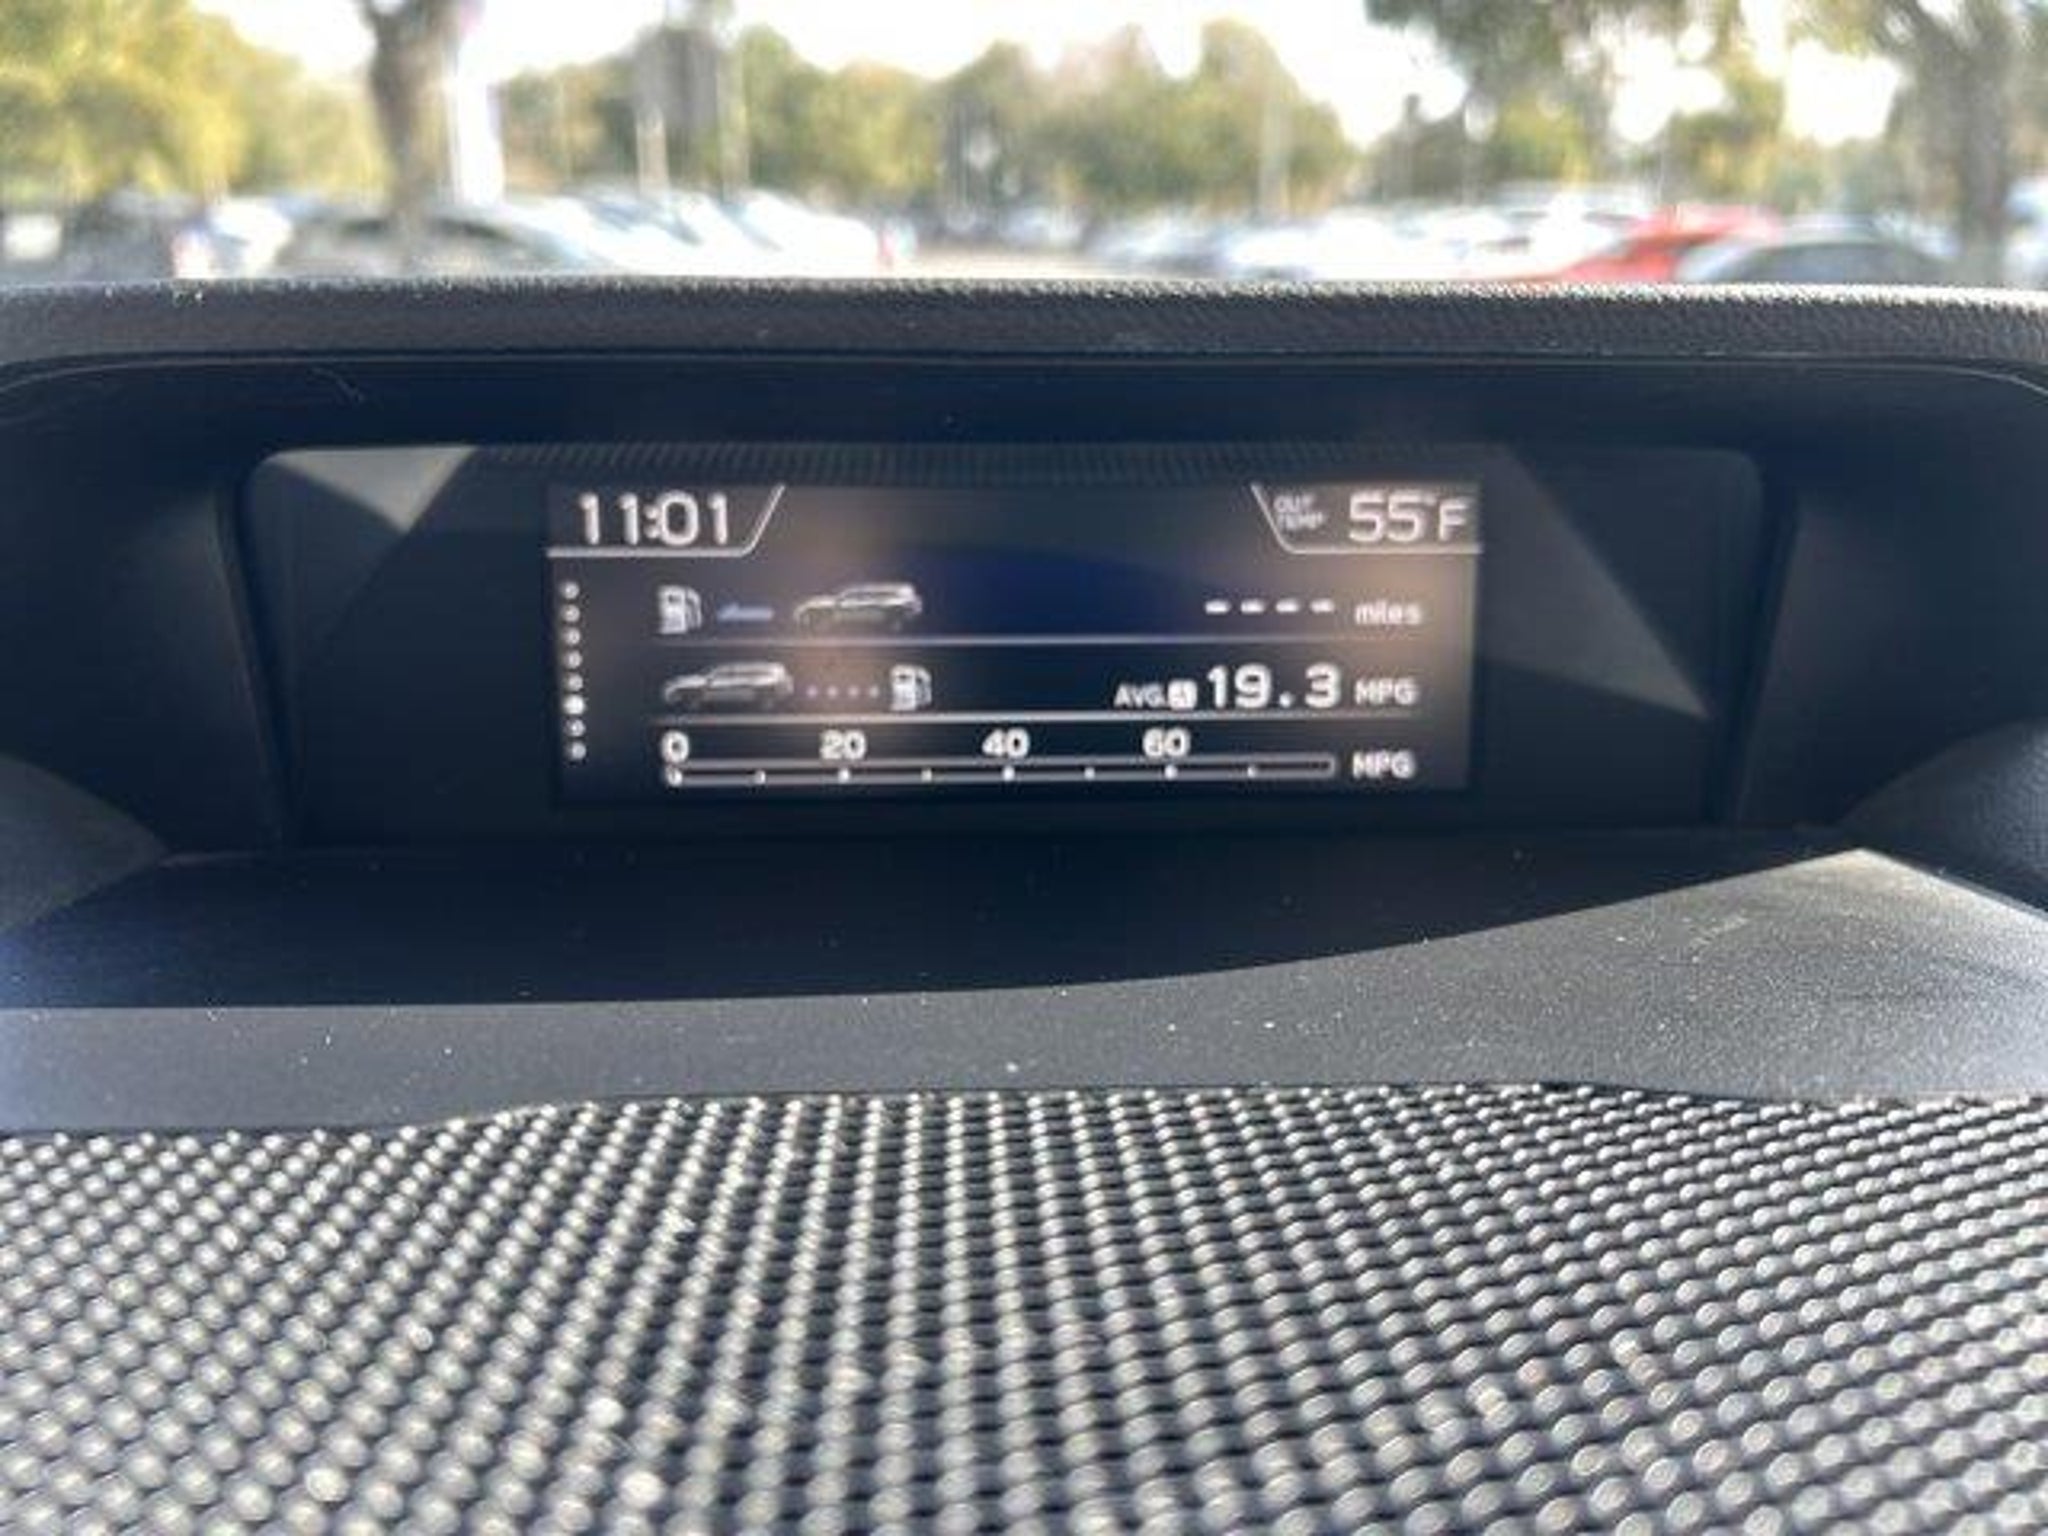 11:01
OUT TEMP 55°F
---- miles
AVG. A 19.3 MPG
0 20 40 60
MPG